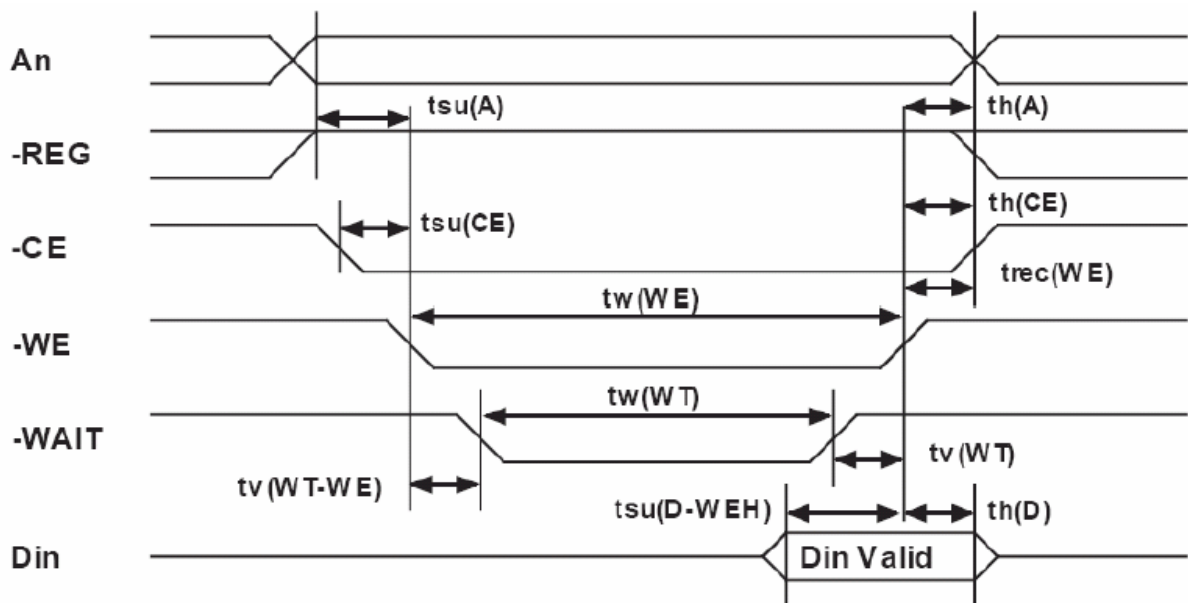 An
tsu(A)
th(A)
-REG
tsu(CE)
th(CE)
-CE
trec(WE)
tw(WE)
-WE
tw(WT)
-WAIT
tv(WT)
tv(WT-WE)
tsu(D-WEH)
th(D)
Din
Din Valid